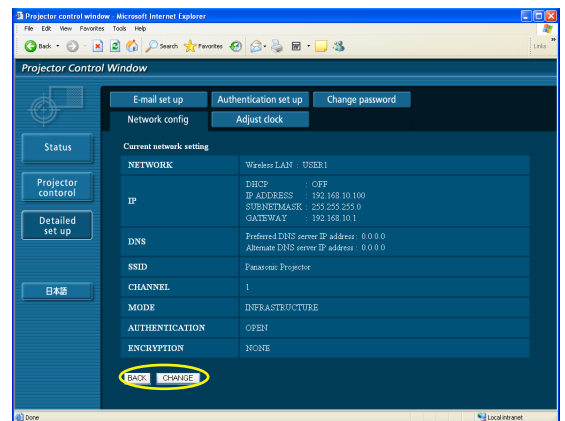 Projector control window - Microsoft Internet Explorer
File Edit View Favorites Tools Help
Back Search Favorites Links
Projector Control Window
E-mail set up Authentication set up Change password
Network config Adjust clock
Status
Projector contorol
Detailed set up
日本語
Current network setting
NETWORK Wireless LAN : USER1
IP
DHCP : OFF
IP ADDRESS : 192.168.10.100
SUBNETMASK : 255.255.255.0
GATEWAY : 192.168.10.1
DNS
Preferred DNS server IP address : 0.0.0.0
Alternate DNS server IP address : 0.0.0.0
SSID Panasonic Projector
CHANNEL 1
MODE INFRASTRUCTURE
AUTHENTICATION OPEN
ENCRYPTION NONE
BACK CHANGE
Done Local intranet